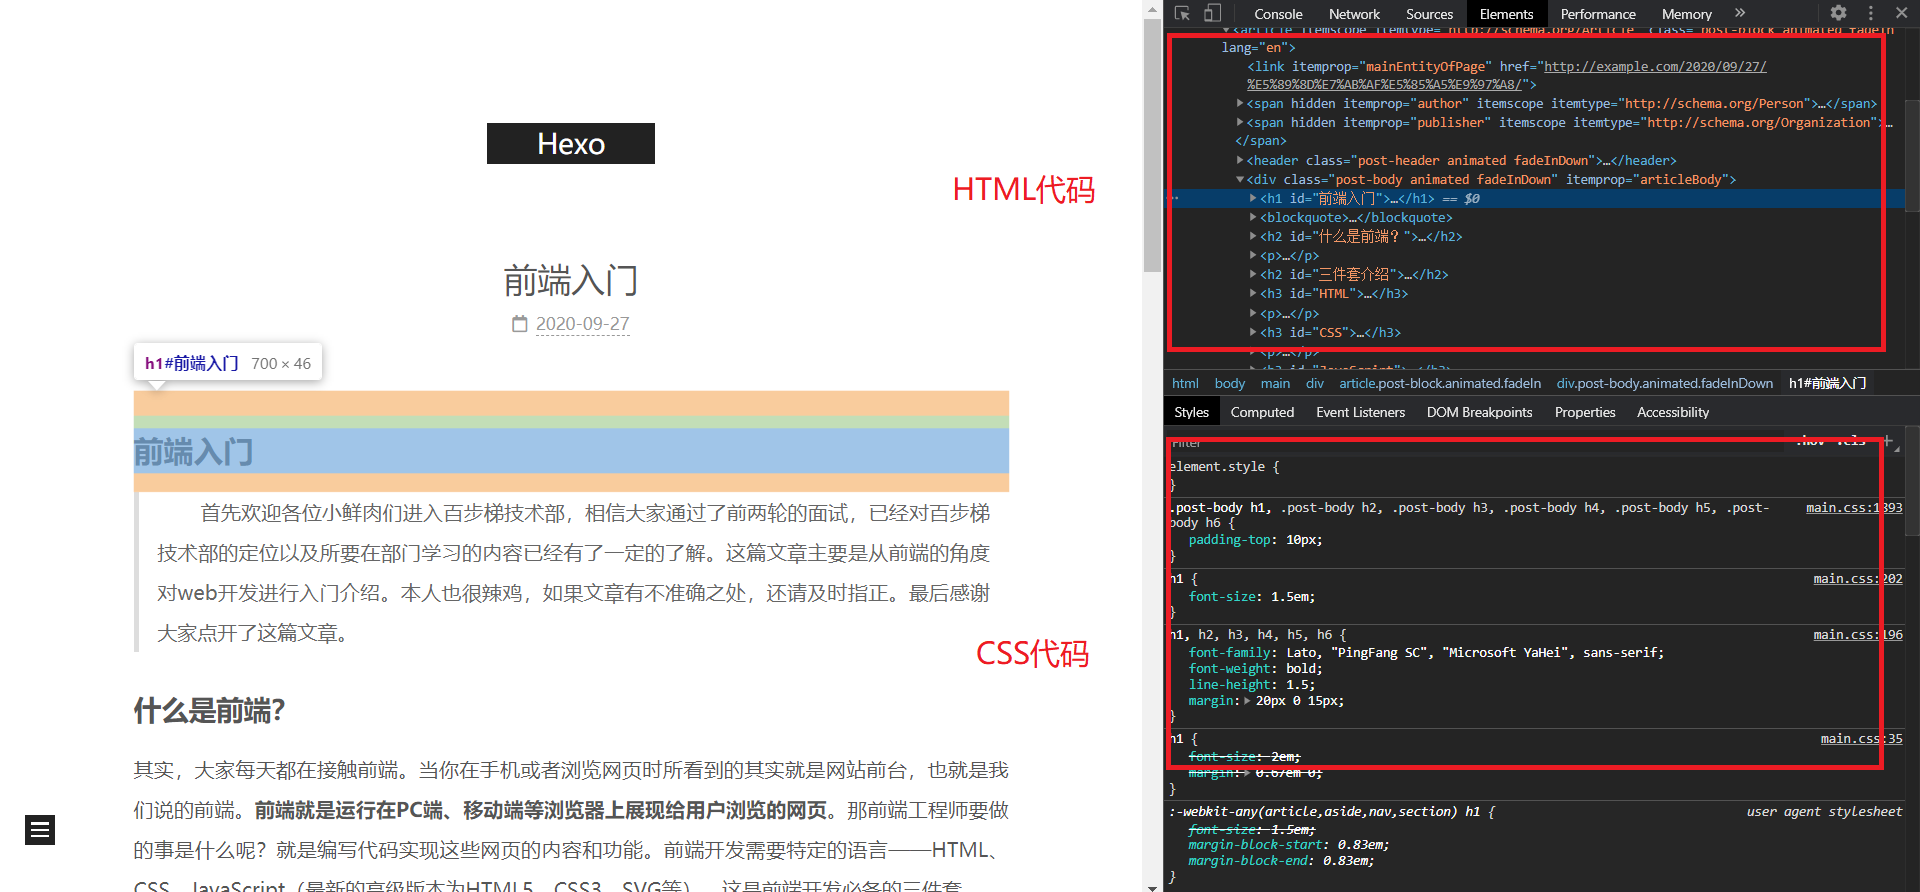 Hexo
HTML代码
前端入门
2020-09-27
h1#前端入门 700 × 46
前端入门
首先欢迎各位小鲜肉们进入百步梯技术部，相信大家通过了前两轮的面试，已经对百步梯
技术部的定位以及所要在部门学习的内容已经有了一定的了解。这篇文章主要是从前端的角度
对web开发进行入门介绍。本人也很辣鸡，如果文章有不准确之处，还请及时指正。最后感谢
大家点开了这篇文章。
CSS代码
什么是前端？
其实，大家每天都在接触前端。当你在手机或者浏览网页时所看到的其实就是网站前台，也就是我
们说的前端。前端就是运行在PC端、移动端等浏览器上展现给用户浏览的网页。那前端工程师要做
的事是什么呢？就是编写代码实现这些网页的内容和功能。前端开发需要特定的语言——HTML、
CSS、JavaScript（最新的高级版本为HTML5、CSS3、SVG等），这是前端开发必备的三件套
Console Network Sources Elements Performance Memory »
<article itemscope itemtype="http://schema.org/Article" class="post-block animated fadeIn"
lang="en">
<link itemprop="mainEntityOfPage" href="http://example.com/2020/09/27/
%E5%89%8D%E7%AB%AF%E5%85%A5%E9%97%A8/">
<span hidden itemprop="author" itemscope itemtype="http://schema.org/Person">…</span>
<span hidden itemprop="publisher" itemscope itemtype="http://schema.org/Organization">…
</span>
<header class="post-header animated fadeInDown">…</header>
<div class="post-body animated fadeInDown" itemprop="articleBody">
<h1 id="前端入门">…</h1> == $0
<blockquote>…</blockquote>
<h2 id="什么是前端？">…</h2>
<p>…</p>
<h2 id="三件套介绍">…</h2>
<h3 id="HTML">…</h3>
<p>…</p>
<h3 id="CSS">…</h3>
<p>…</p>
<h3 id="JavaScript">…</h3>
html body main div article.post-block.animated.fadeIn div.post-body.animated.fadeInDown h1#前端入门
Styles Computed Event Listeners DOM Breakpoints Properties Accessibility
Filter :hov .cls +
element.style {
}
.post-body h1, .post-body h2, .post-body h3, .post-body h4, .post-body h5, .post- main.css:1893
body h6 {
padding-top: 10px;
}
h1 { main.css:202
font-size: 1.5em;
}
h1, h2, h3, h4, h5, h6 { main.css:196
font-family: Lato, "PingFang SC", "Microsoft YaHei", sans-serif;
font-weight: bold;
line-height: 1.5;
margin: 20px 0 15px;
}
h1 { main.css:35
font-size: 2em;
margin: 0.67em 0;
}
:-webkit-any(article,aside,nav,section) h1 { user agent stylesheet
font-size: 1.5em;
margin-block-start: 0.83em;
margin-block-end: 0.83em;
}